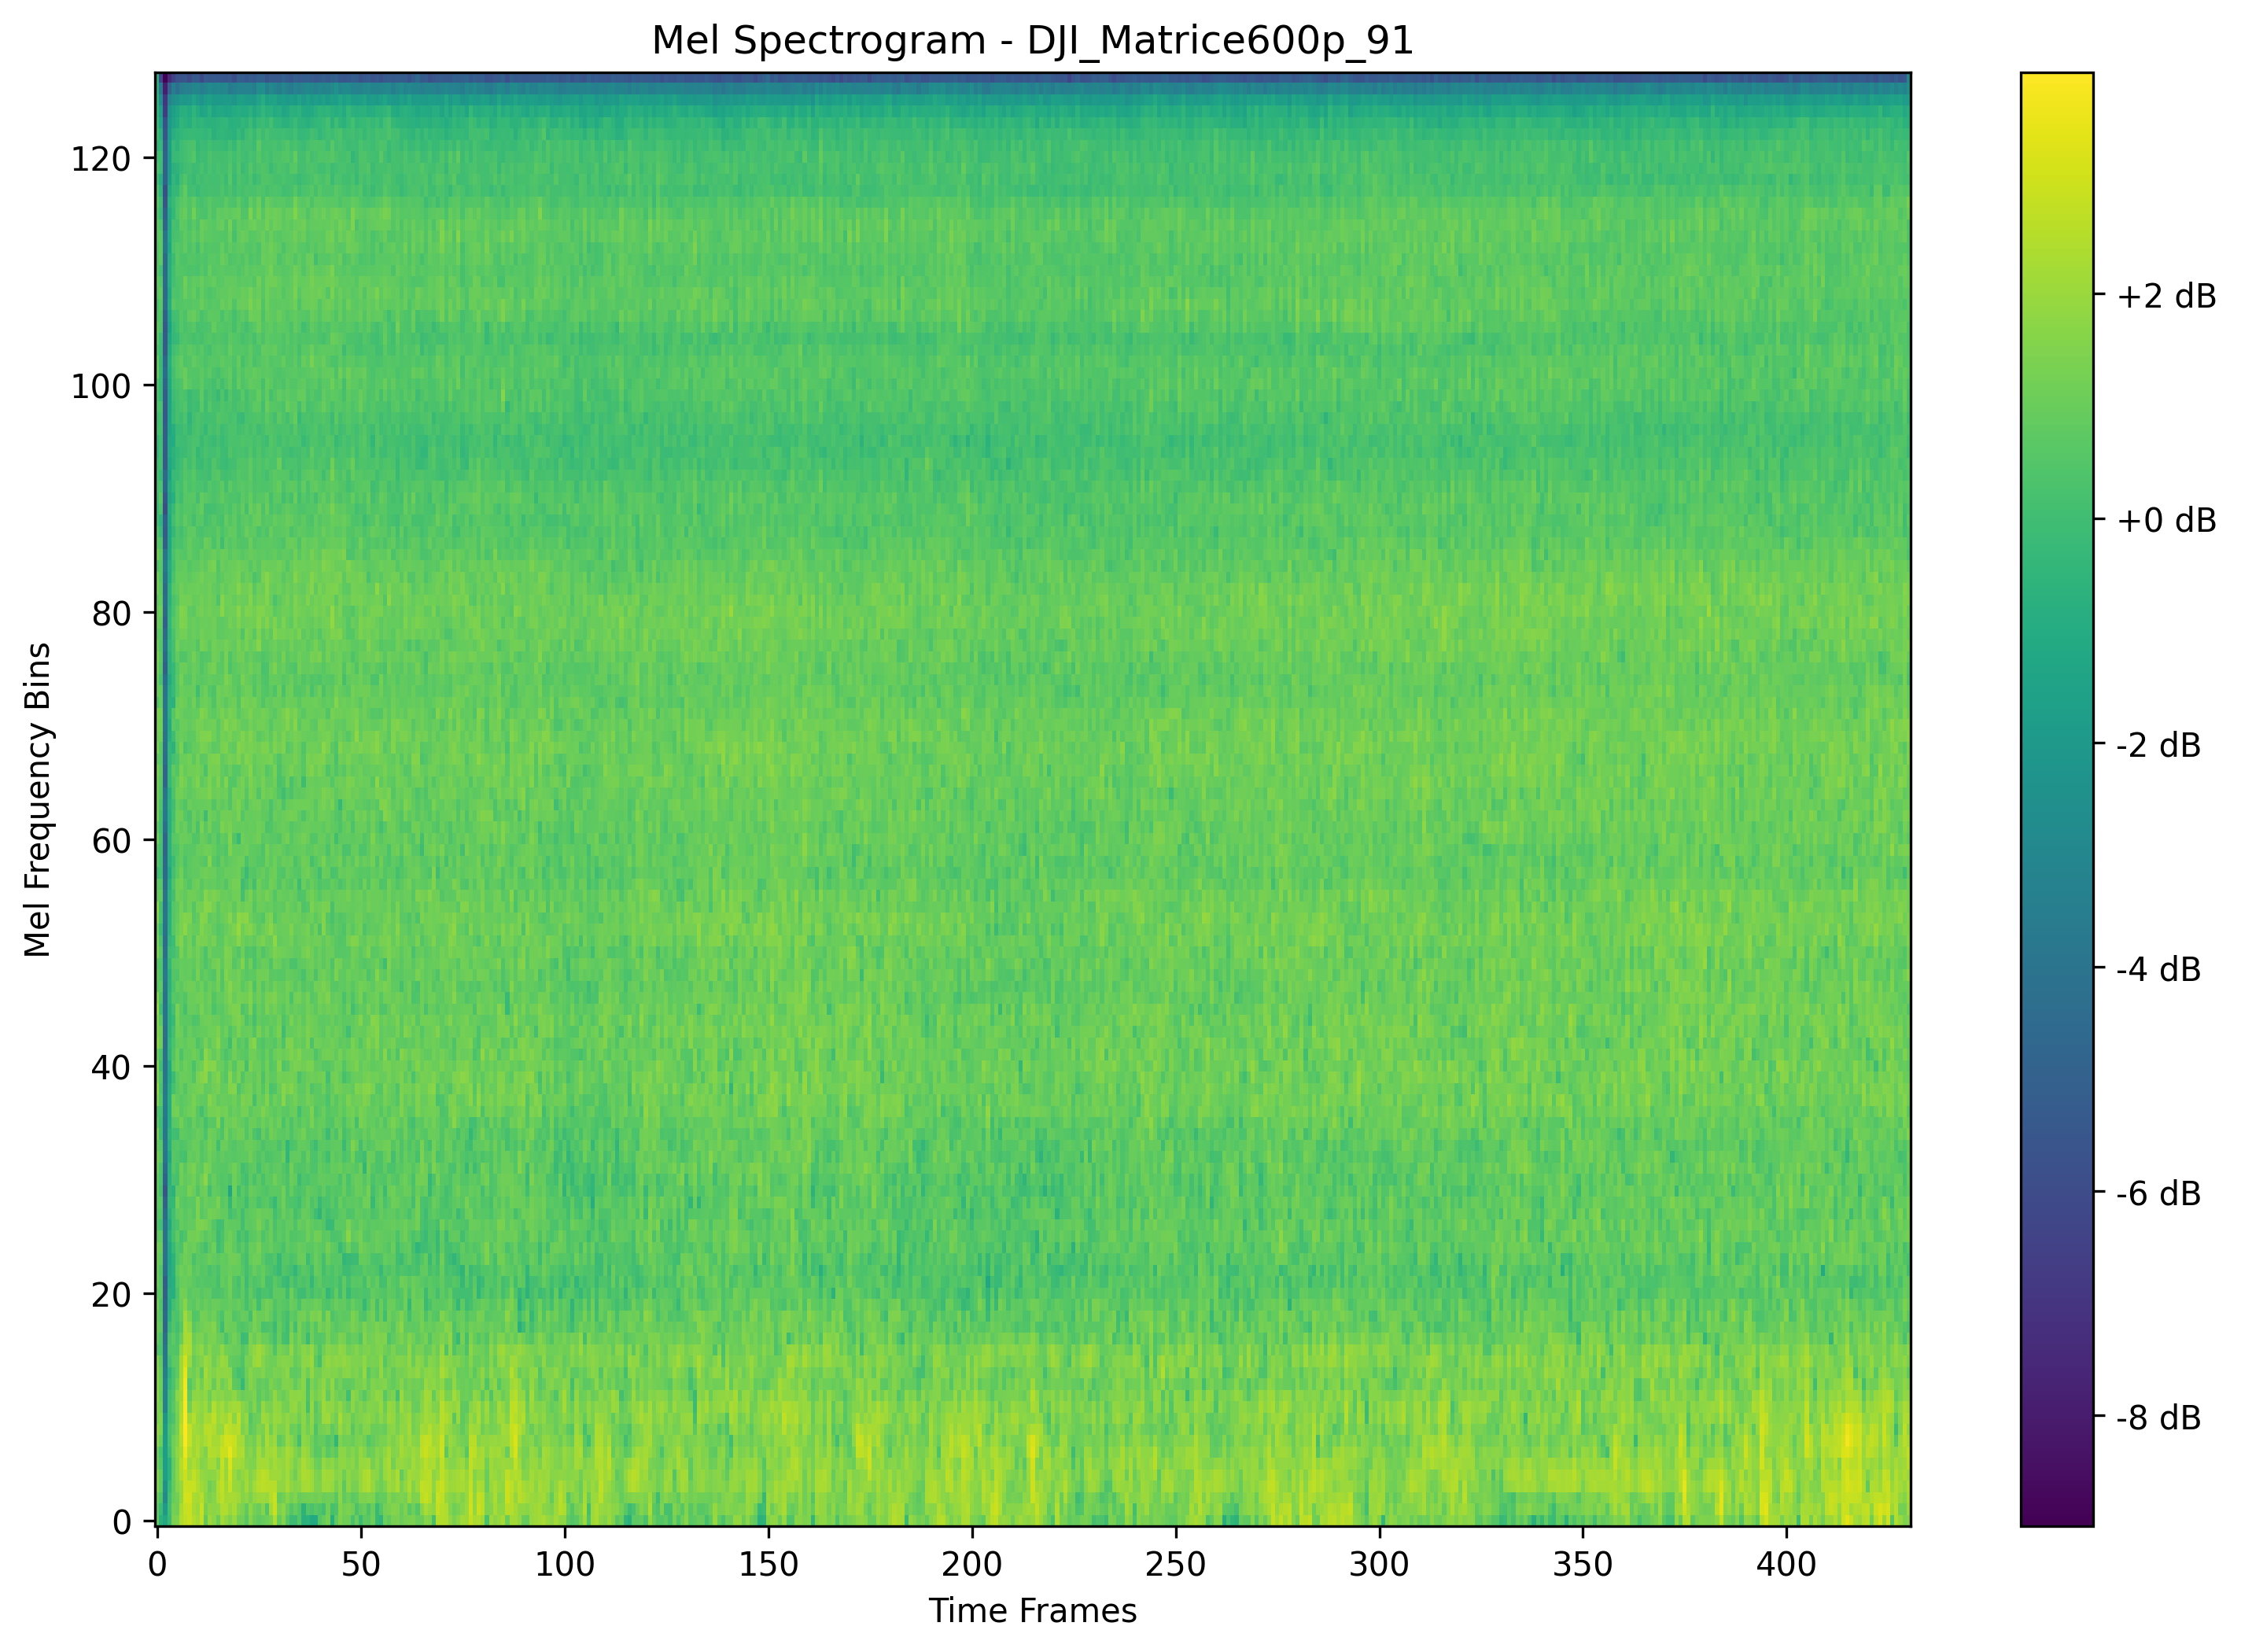 Mel Spectrogram - DJI_Matrice600p_91
Mel Frequency Bins
120
100
80
60
40
20
0
0 50 100 150 200 250 300 350 400
Time Frames
+2 dB
+0 dB
-2 dB
-4 dB
-6 dB
-8 dB